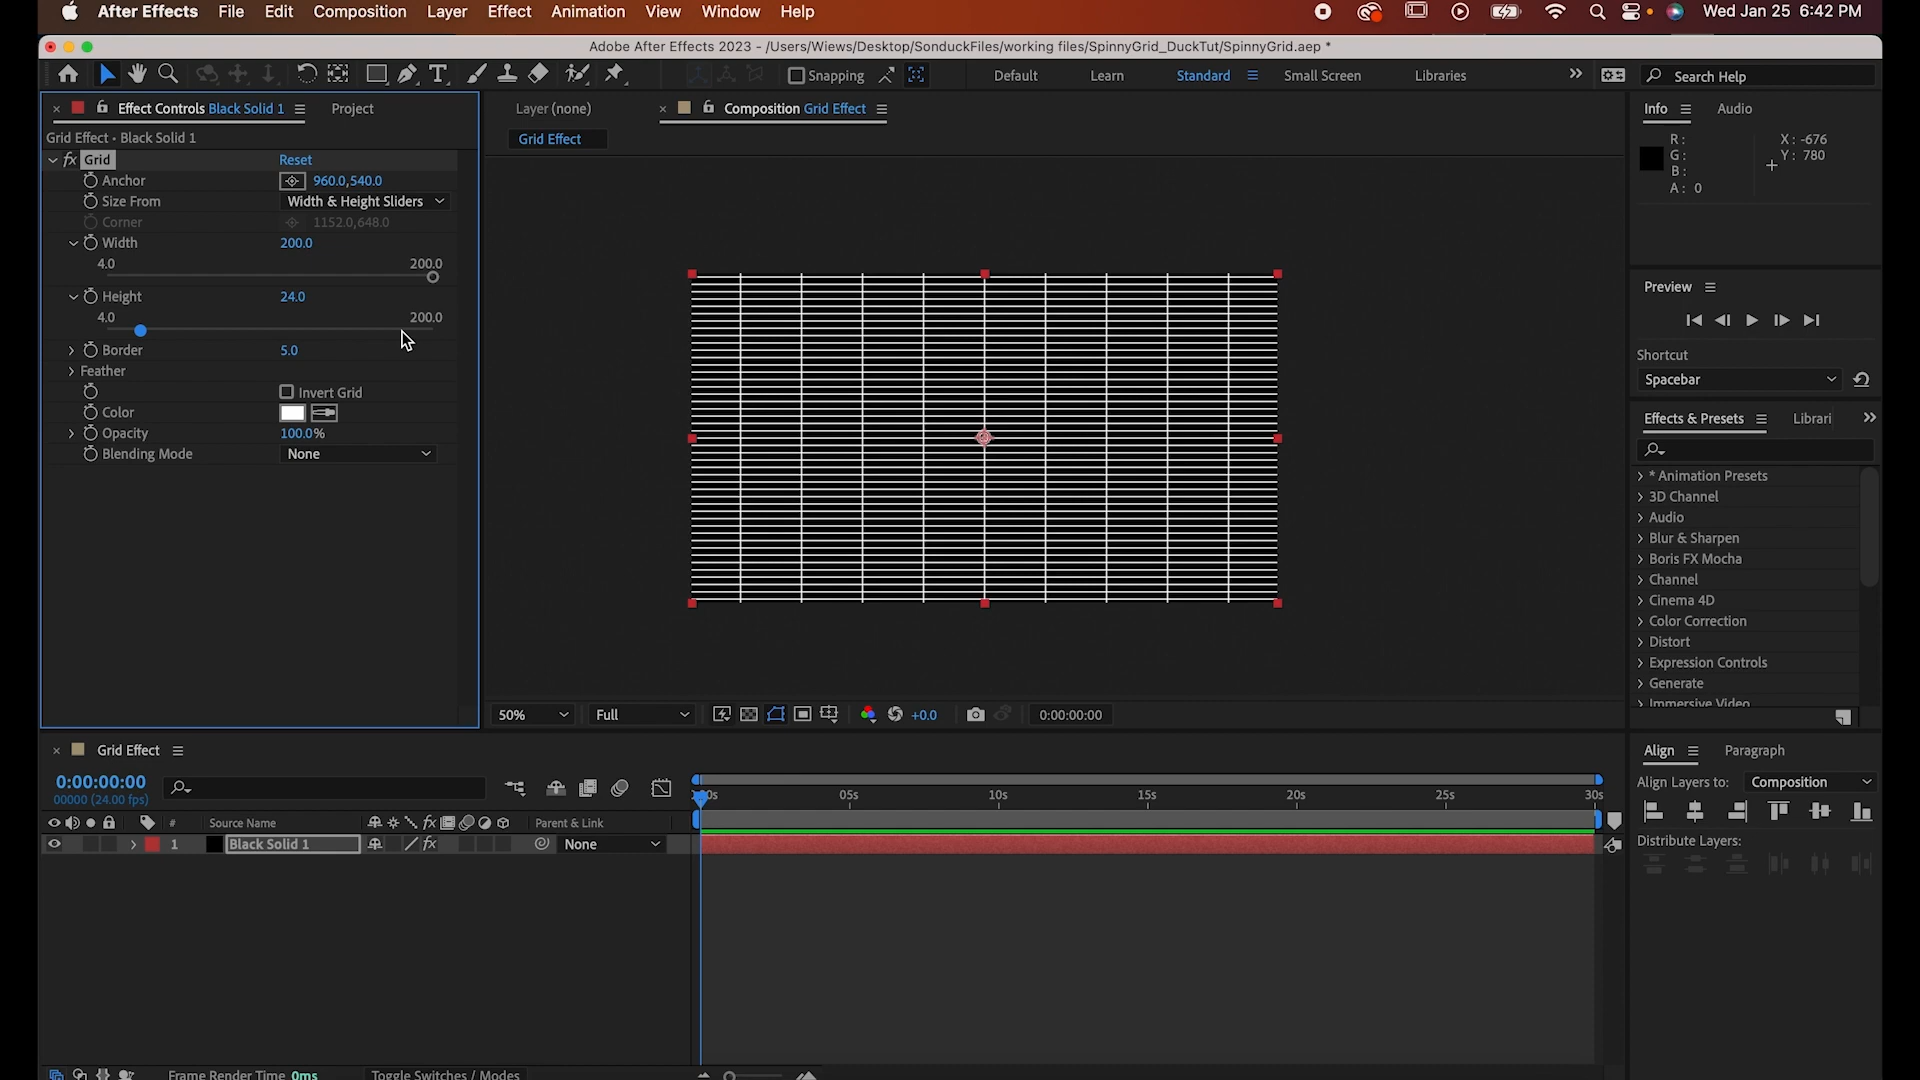 After Effects File Edit Composition Layer Effect Animation View Window Help Wed Jan 25 6:42 PM
Adobe After Effects 2023 - /Users/Wiews/Desktop/SonduckFiles/working files/SpinnyGrid_DuckTut/SpinnyGrid.aep *
Snapping Default Learn Standard Small Screen Libraries Search Help
Effect Controls Black Solid 1 Project Layer (none) Composition Grid Effect Info Audio
Grid Effect • Black Solid 1
Grid Effect
fx Grid Reset
Anchor 960.0,540.0
Size From Width & Height Sliders
Corner 1152.0,648.0
Width 200.0
4.0 200.0
Height 24.0
4.0 200.0
Border 5.0
Feather
Invert Grid
Color
Opacity 100.0%
Blending Mode None
R: X: -676
G: Y: 780
B:
A: 0
Preview
Shortcut
Spacebar
Effects & Presets Librari
* Animation Presets
3D Channel
Audio
Blur & Sharpen
Boris FX Mocha
Channel
Cinema 4D
Color Correction
Distort
Expression Controls
Generate
Immersive Video
50% Full +0.0 0:00:00:00
Grid Effect
0:00:00:00
00000 (24.00 fps)
05s 10s 15s 20s 25s 30s
# Source Name fx Parent & Link
1 Black Solid 1 fx None
Align Paragraph
Align Layers to: Composition
Distribute Layers:
Frame Render Time 0ms Toggle Switches / Modes